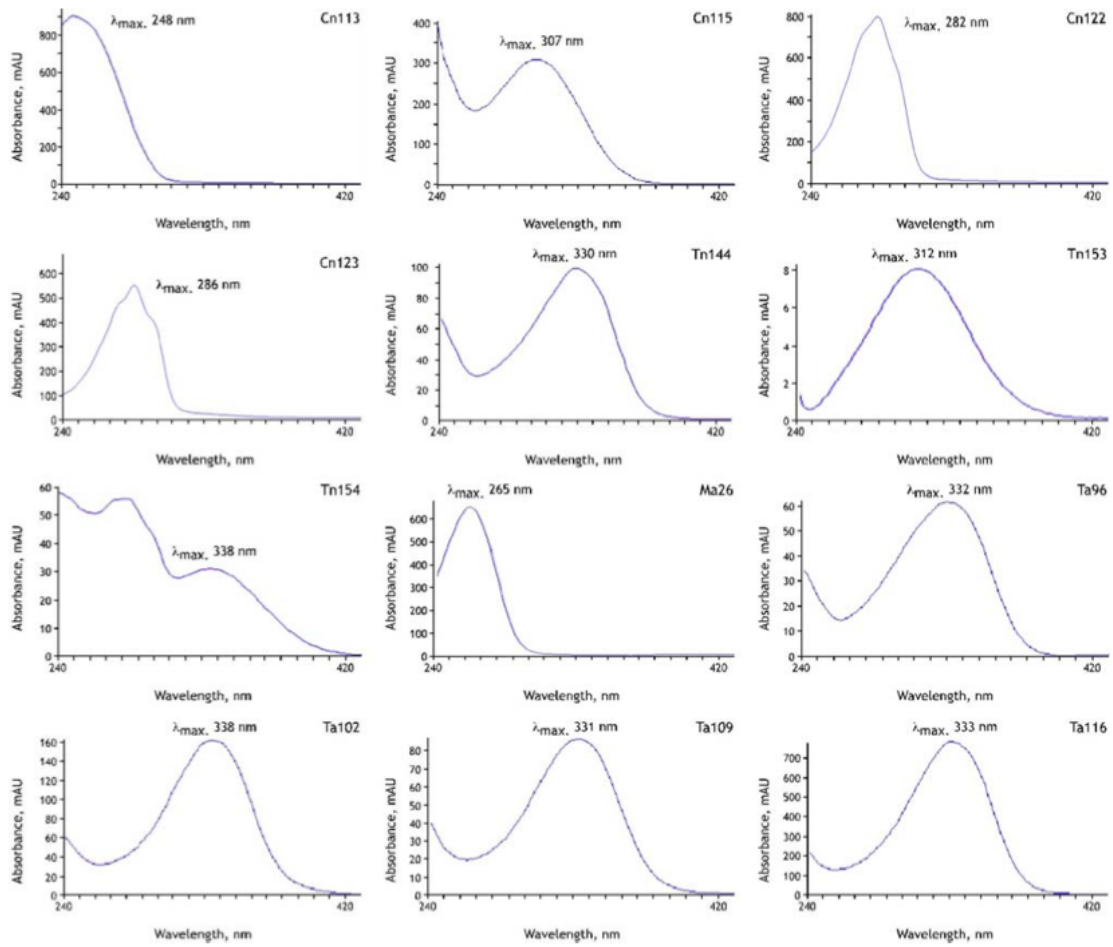 λmax. 248 nm Cn113
800
600
400
200
0
Absorbance, mAU
240 420
Wavelength, nm
λmax. 307 nm Cn115
400
300
200
100
0
Absorbance, mAU
240 420
Wavelength, nm
λmax. 282 nm Cn122
800
600
400
200
0
Absorbance, mAU
240 420
Wavelength, nm
λmax. 286 nm Cn123
600
500
400
300
200
100
0
Absorbance, mAU
240 420
Wavelength, nm
λmax. 330 nm Tn144
100
80
60
40
20
0
Absorbance, mAU
240 420
Wavelength, nm
λmax. 312 nm Tn153
8
6
4
2
0
Absorbance, mAU
240 420
Wavelength, nm
Tn154
λmax. 338 nm
60
50
40
30
20
10
0
Absorbance, mAU
240 420
Wavelength, nm
λmax. 265 nm Ma26
600
500
400
300
200
100
0
Absorbance, mAU
240 420
Wavelength, nm
λmax. 332 nm Ta96
60
50
40
30
20
10
0
Absorbance, mAU
240 420
Wavelength, nm
λmax. 338 nm Ta102
160
140
120
100
80
60
40
20
0
Absorbance, mAU
240 420
Wavelength, nm
λmax. 331 nm Ta109
80
70
60
50
40
30
20
10
0
Absorbance, mAU
240 420
Wavelength, nm
λmax. 333 nm Ta116
700
600
500
400
300
200
100
0
Absorbance, mAU
240 420
Wavelength, nm